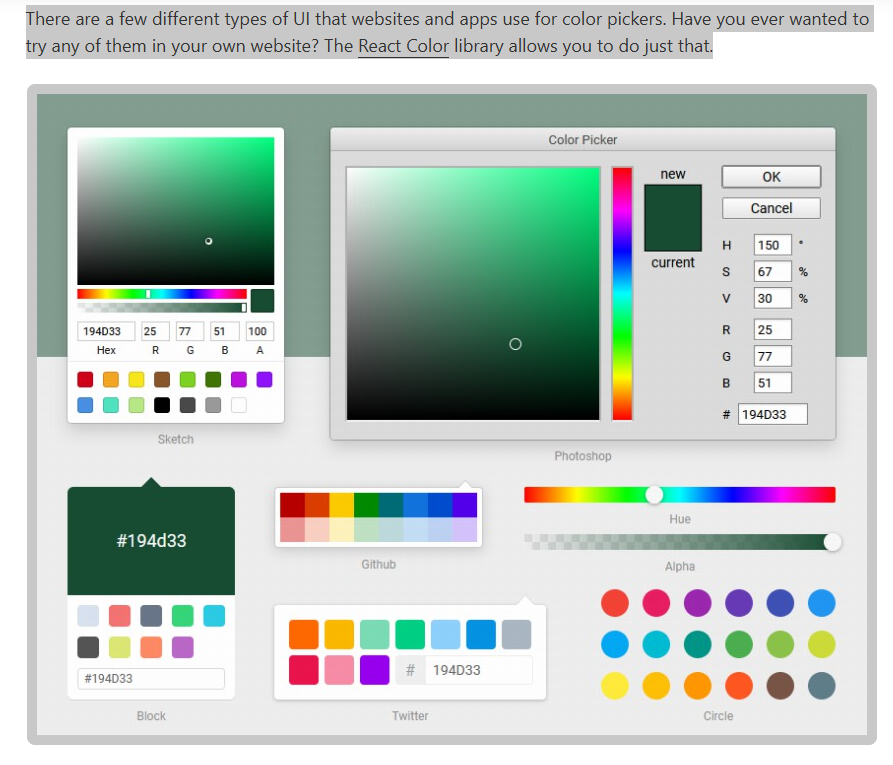 There are a few different types of UI that websites and apps use for color pickers. Have you ever wanted to
try any of them in your own website? The React Color library allows you to do just that.
194D33 25 77 51 100
Hex R G B A
Sketch
Color Picker
new
current
OK
Cancel
H 150 °
S 67 %
V 30 %
R 25
G 77
B 51
# 194D33
Photoshop
#194d33
#194D33
Block
Github
# 194D33
Twitter
Hue
Alpha
Circle